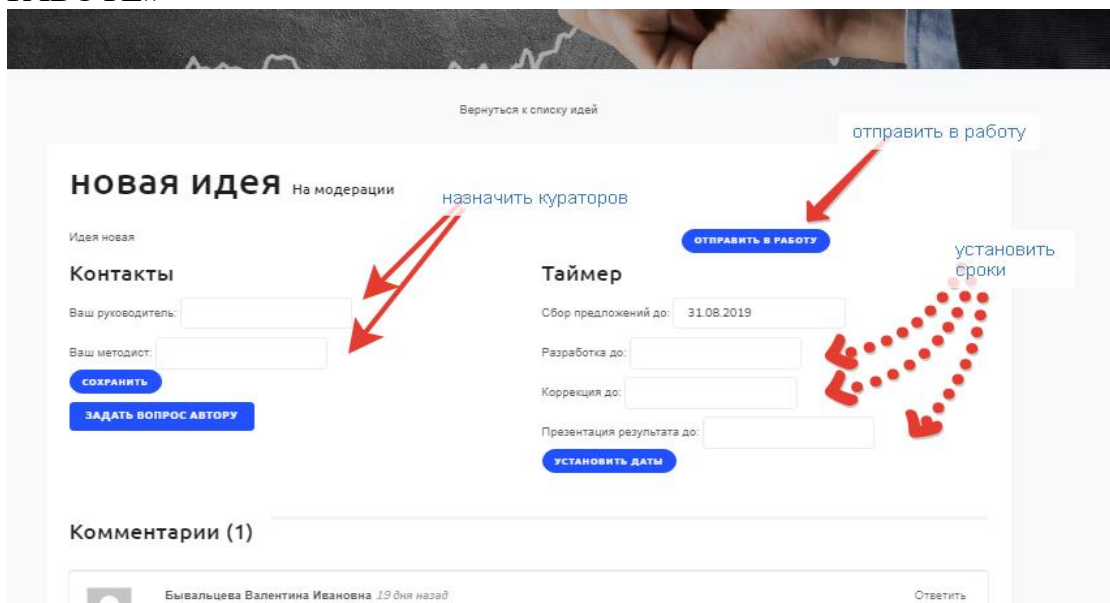 Вернуться к списку идей
отправить в работу
новая идея На модерации
назначить кураторов
Идея новая
ОТПРАВИТЬ В РАБОТУ
установить
сроки
Контакты
Таймер
Ваш руководитель:
Сбор предложений до: 31.08.2019
Ваш методист:
Разработка до:
СОХРАНИТЬ
Коррекция до:
ЗАДАТЬ ВОПРОС АВТОРУ
Презентация результата до:
УСТАНОВИТЬ ДАТЫ
Комментарии (1)
Бывальцева Валентина Ивановна 19 дня назад
Ответить